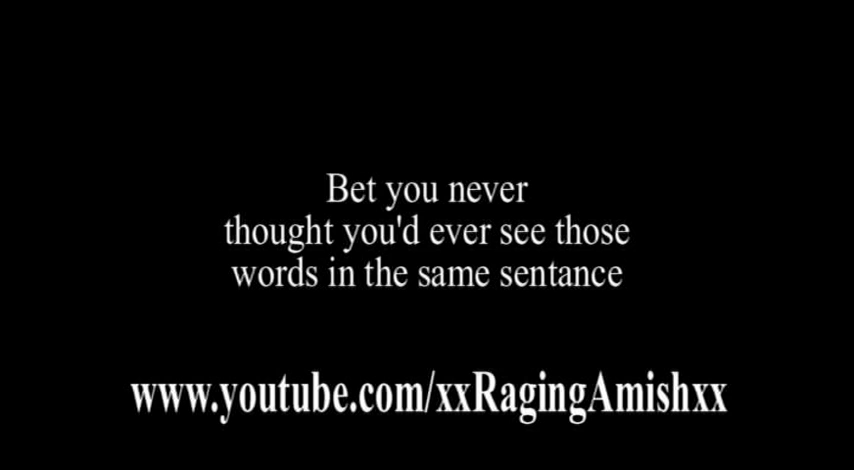 Bet you never
thought you'd ever see those
words in the same sentance
www.youtube.com/xxRagingAmishxx